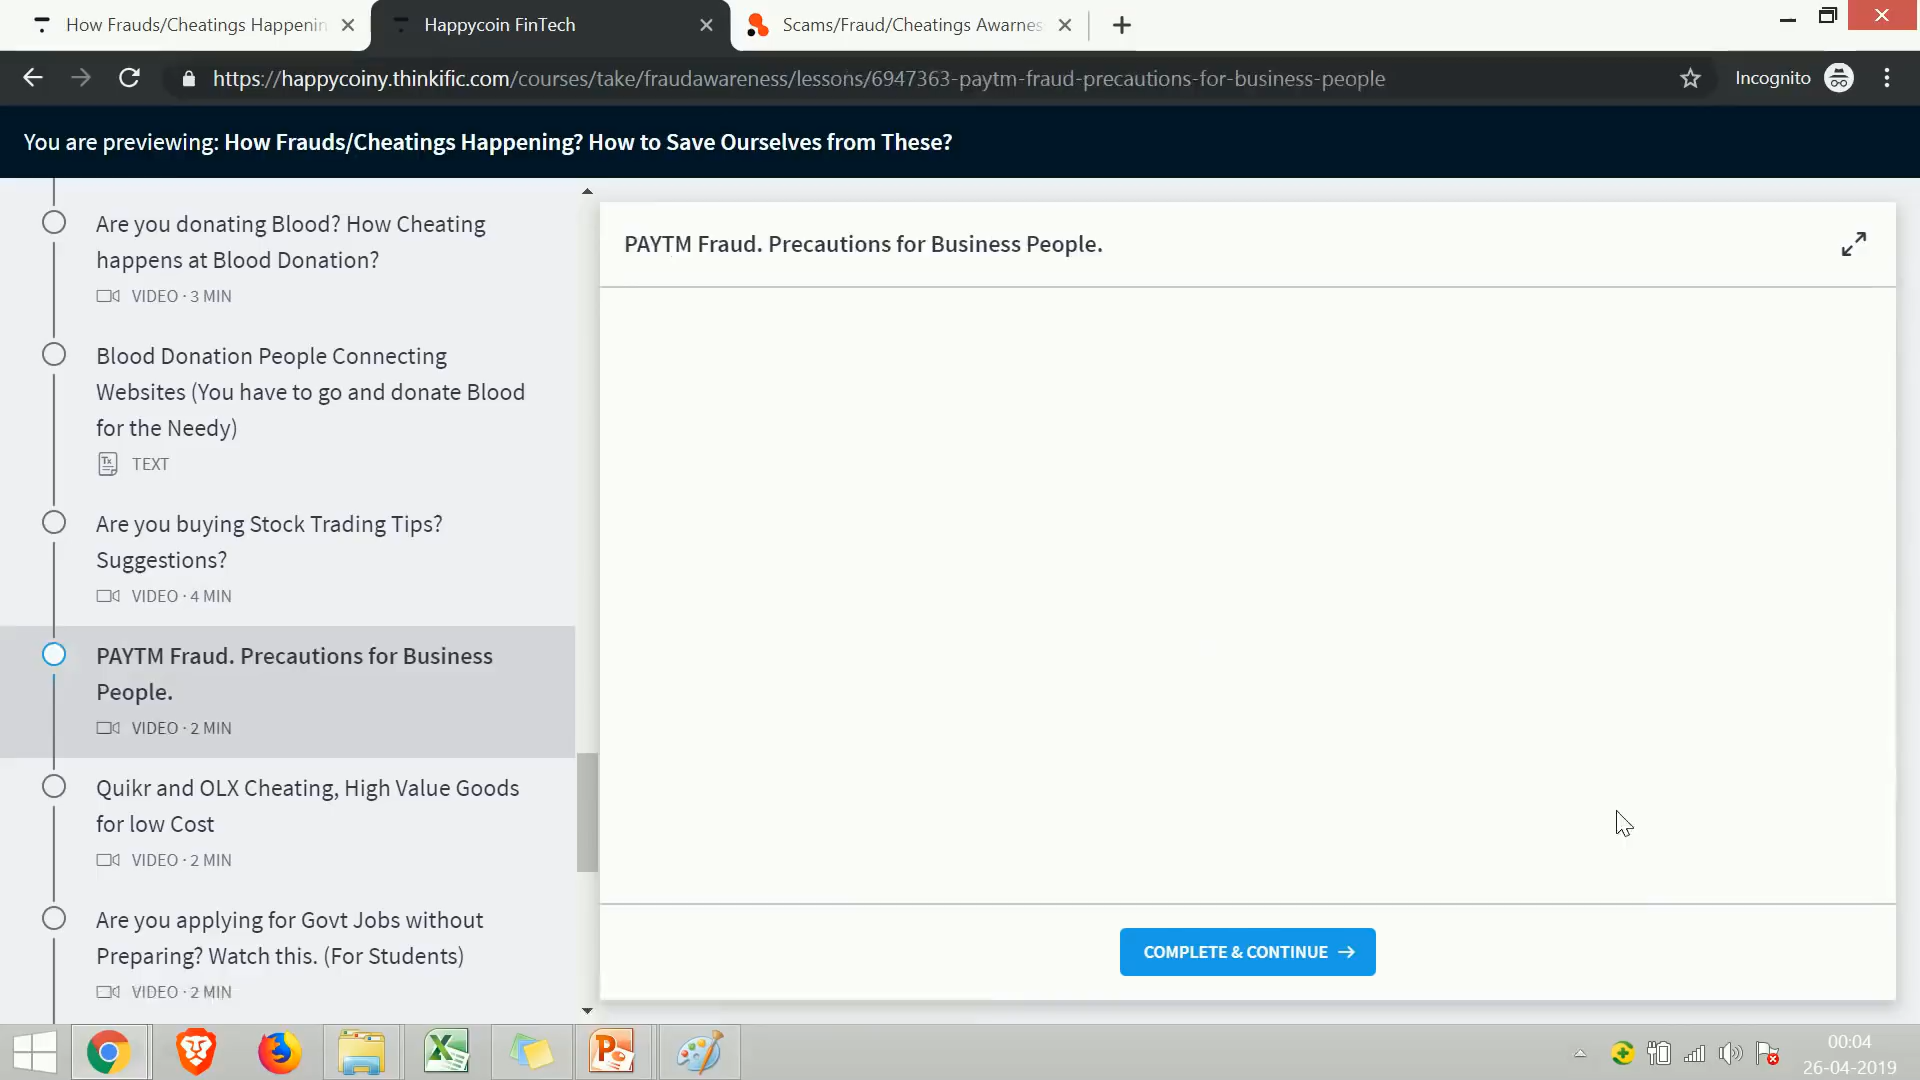 How Frauds/Cheatings Happenin
Happycoin FinTech
Scams/Fraud/Cheatings Awarnes
https://happycoiny.thinkific.com/courses/take/fraudawareness/lessons/6947363-paytm-fraud-precautions-for-business-people
Incognito
You are previewing: How Frauds/Cheatings Happening? How to Save Ourselves from These?
Are you donating Blood? How Cheating
happens at Blood Donation?
VIDEO · 3 MIN
Blood Donation People Connecting
Websites (You have to go and donate Blood
for the Needy)
TEXT
Are you buying Stock Trading Tips?
Suggestions?
VIDEO · 4 MIN
PAYTM Fraud. Precautions for Business
People.
VIDEO · 2 MIN
Quikr and OLX Cheating, High Value Goods
for low Cost
VIDEO · 2 MIN
Are you applying for Govt Jobs without
Preparing? Watch this. (For Students)
VIDEO · 2 MIN
PAYTM Fraud. Precautions for Business People.
COMPLETE & CONTINUE →
00:04
26-04-2019